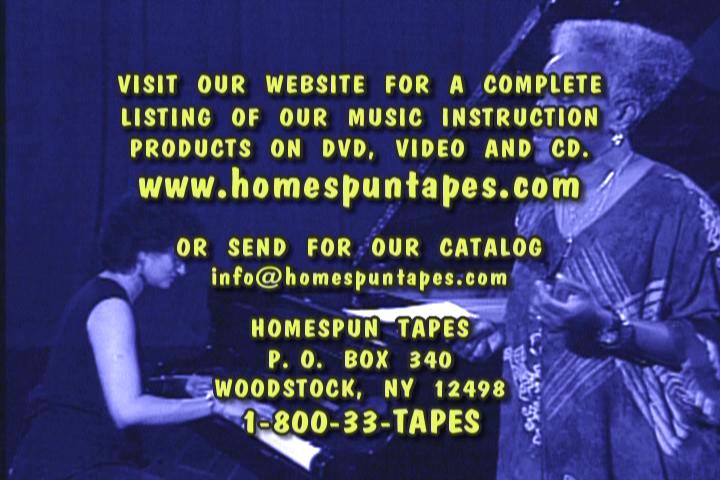 VISIT OUR WEBSITE FOR A COMPLETE
LISTING OF OUR MUSIC INSTRUCTION
PRODUCTS ON DVD, VIDEO AND CD.
www.homespuntapes.com
OR SEND FOR OUR CATALOG
info@homespuntapes.com
HOMESPUN TAPES
P. O. BOX 340
WOODSTOCK, NY 12498
1-800-33-TAPES